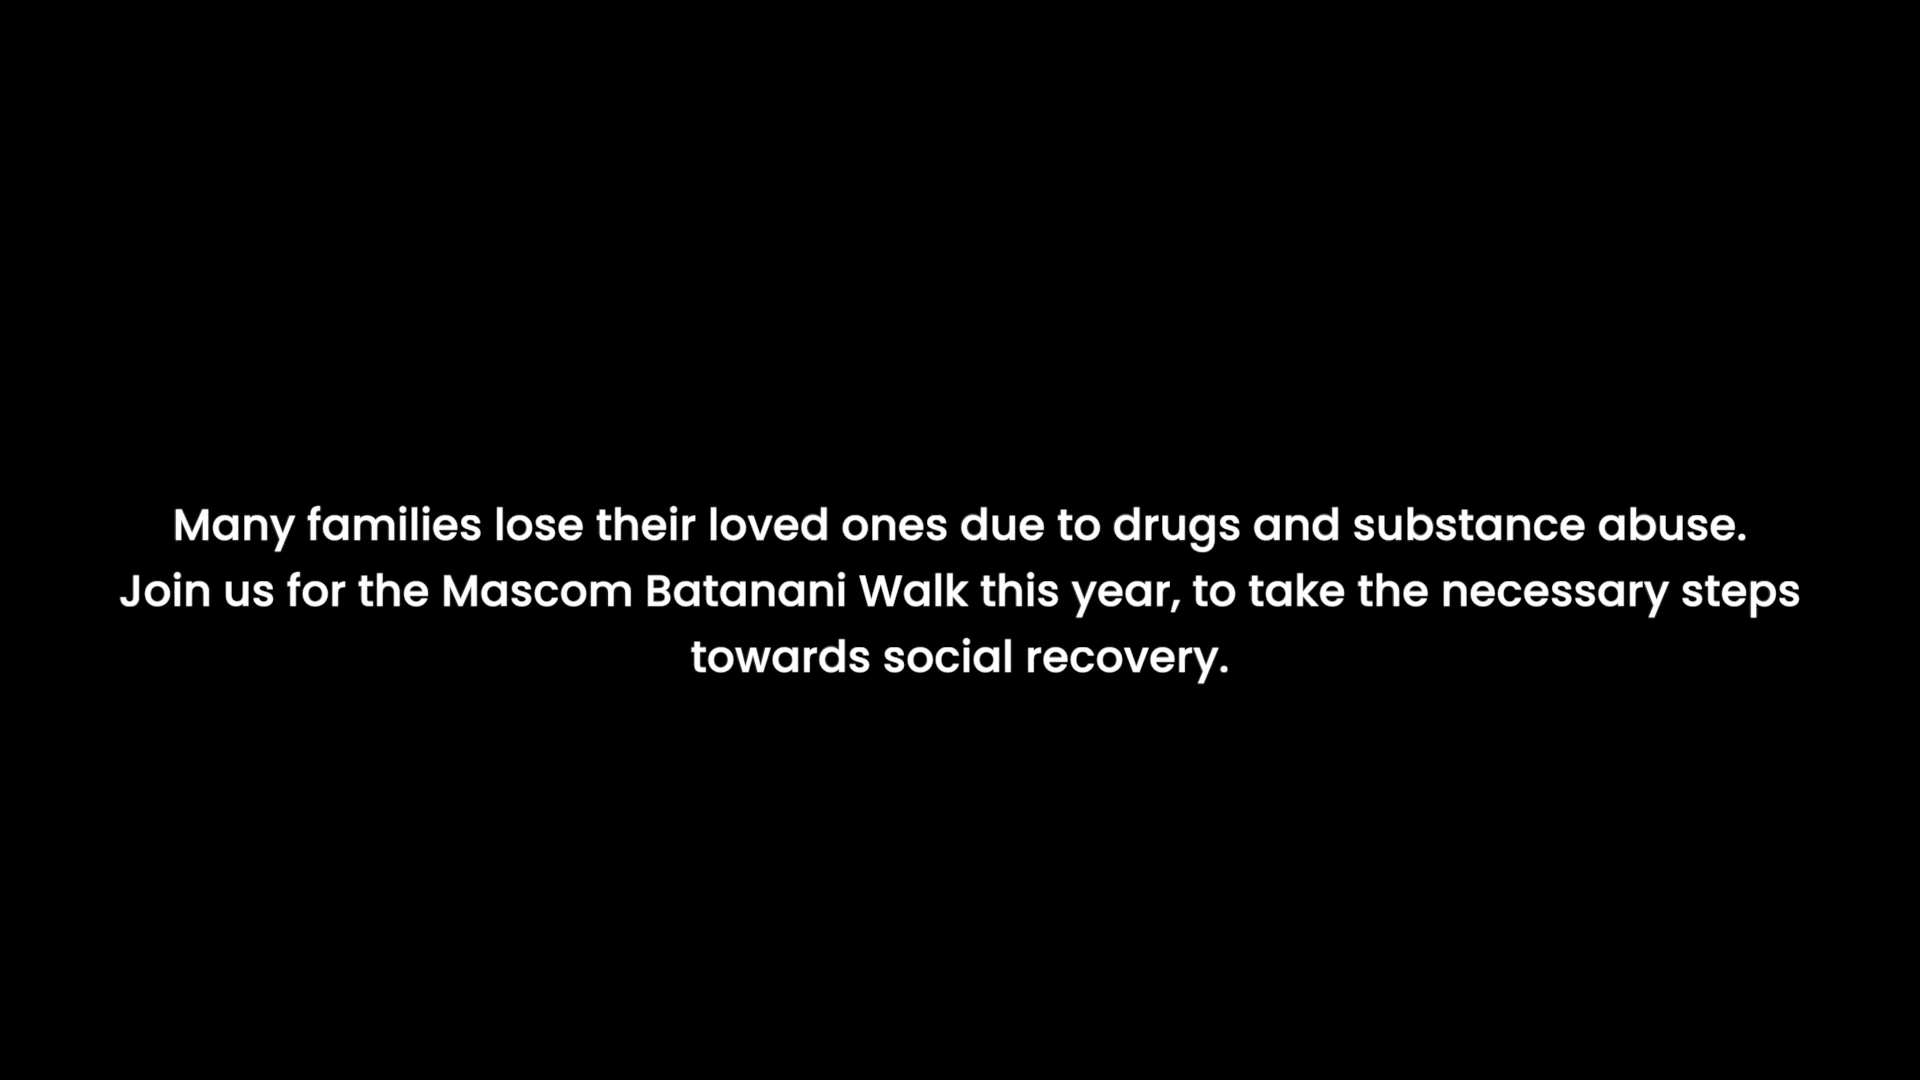 Many families lose their loved ones due to drugs and substance abuse.
Join us for the Mascom Batanani Walk this year, to take the necessary steps
towards social recovery.